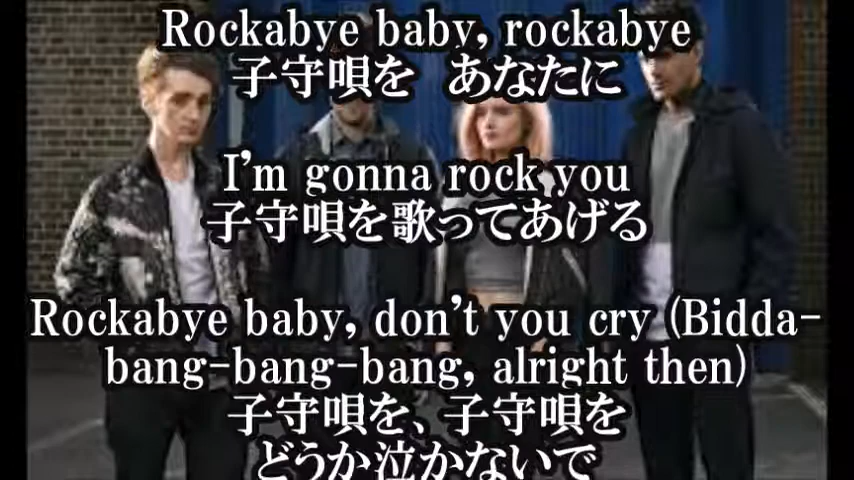 Rockabye baby, rockabye
子守唄を　あなたに
I'm gonna rock you
子守唄を歌ってあげる
Rockabye baby, don't you cry (Bidda-
bang-bang-bang, alright then)
子守唄を、子守唄を
どうか泣かないで